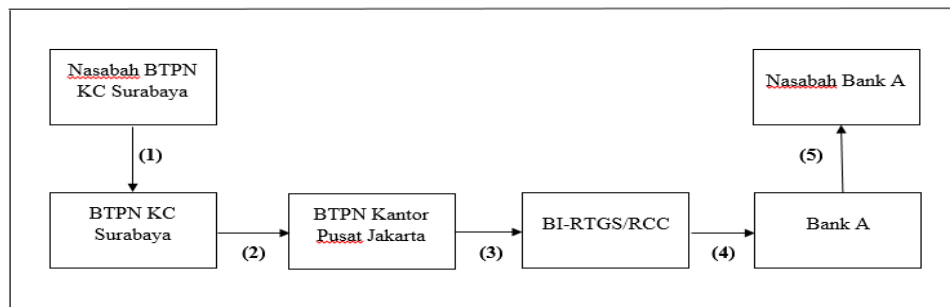 Nasabah BTPN
KC Surabaya
Nasabah Bank A
(1)
(5)
BTPN KC
Surabaya
BTPN Kantor
Pusat Jakarta
BI-RTGS/RCC
Bank A
(2)
(3)
(4)